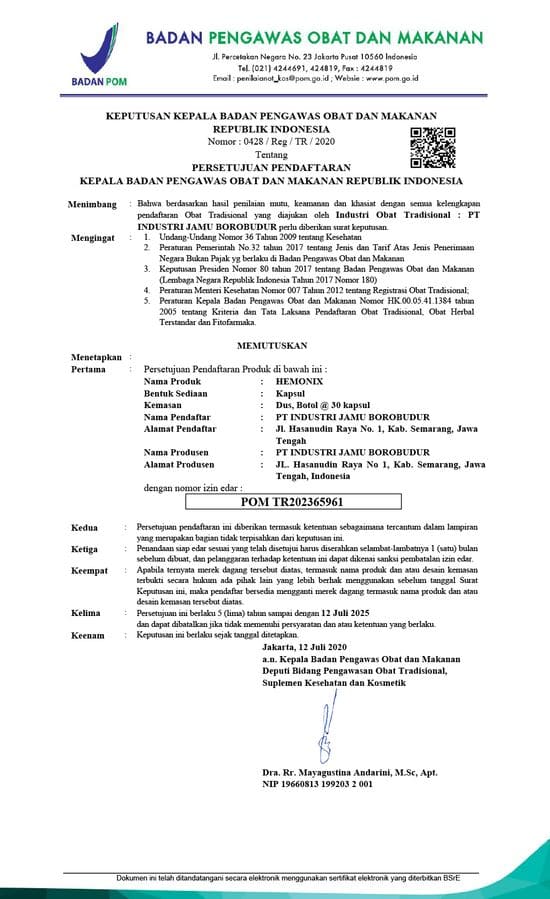 BADAN POM
BADAN PENGAWAS OBAT DAN MAKANAN
Jl. Percetakan Negara No. 23 Jakarta Pusat 10560 Indonesia
Tel. (021) 4244691, 424819, Fax : 4244819
Email : penilaianot_kos@pom.go.id ; Websie : www.pom.go.id
KEPUTUSAN KEPALA BADAN PENGAWAS OBAT DAN MAKANAN
REPUBLIK INDONESIA
Nomor : 0428 / Reg / TR / 2020
Tentang
PERSETUJUAN PENDAFTARAN
KEPALA BADAN PENGAWAS OBAT DAN MAKANAN REPUBLIK INDONESIA
Menimbang : Bahwa berdasarkan hasil penilaian mutu, keamanan dan khasiat dengan semua kelengkapan
pendaftaran Obat Tradisional yang diajukan oleh Industri Obat Tradisional : PT
INDUSTRI JAMU BOROBUDUR perlu diberikan surat keputusan.
Mengingat : 1. Undang-Undang Nomor 36 Tahun 2009 tentang Kesehatan
2. Peraturan Pemerintah No.32 tahun 2017 tentang Jenis dan Tarif Atas Jenis Penerimaan
Negara Bukan Pajak yg berlaku di Badan Pengawas Obat dan Makanan
3. Keputusan Presiden Nomor 80 tahun 2017 tentang Badan Pengawas Obat dan Makanan
(Lembaga Negara Republik Indonesia Tahun 2017 Nomor 180)
4. Peraturan Menteri Kesehatan Nomor 007 Tahun 2012 tentang Registrasi Obat Tradisional;
5. Peraturan Kepala Badan Pengawas Obat dan Makanan Nomor HK.00.05.41.1384 tahun
2005 tentang Kriteria dan Tata Laksana Pendaftaran Obat Tradisional, Obat Herbal
Terstandar dan Fitofarmaka.
MEMUTUSKAN
Menetapkan :
Pertama : Persetujuan Pendaftaran Produk di bawah ini :
Nama Produk : HEMONIX
Bentuk Sediaan : Kapsul
Kemasan : Dus, Botol @ 30 kapsul
Nama Pendaftar : PT INDUSTRI JAMU BOROBUDUR
Alamat Pendaftar : Jl. Hasanudin Raya No. 1, Kab. Semarang, Jawa
Tengah
Nama Produsen : PT INDUSTRI JAMU BOROBUDUR
Alamat Produsen : JL. Hasanudin Raya No 1, Kab. Semarang, Jawa
Tengah, Indonesia
dengan nomor izin edar :
POM TR202365961
Kedua : Persetujuan pendaftaran ini diberikan termasuk ketentuan sebagaimana tercantum dalam lampiran
yang merupakan bagian tidak terpisahkan dari keputusan ini.
Ketiga : Penandaan siap edar sesuai yang telah disetujui harus diserahkan selambat-lambatnya 1 (satu) bulan
sebelum dibuat, dan pelanggaran terhadap ketentuan ini dapat dikenai sanksi pembatalan izin edar.
Keempat : Apabila ternyata merek dagang tersebut diatas, termasuk nama produk dan atau desain kemasan
terbukti secara hukum ada pihak lain yang lebih berhak menggunakan sebelum tanggal Surat
Keputusan ini, maka pendaftar bersedia mengganti merek dagang termasuk nama produk dan atau
desain kemasan tersebut diatas.
Kelima : Persetujuan ini berlaku 5 (lima) tahun sampai dengan 12 Juli 2025
dan dapat dibatalkan jika tidak memenuhi persyaratan dan atau ketentuan yang berlaku.
Keenam : Keputusan ini berlaku sejak tanggal ditetapkan.
Jakarta, 12 Juli 2020
a.n. Kepala Badan Pengawas Obat dan Makanan
Deputi Bidang Pengawasan Obat Tradisional,
Suplemen Kesehatan dan Kosmetik
Dra. Rr. Mayagustina Andarini, M.Sc, Apt.
NIP 19660813 199203 2 001
Dokumen ini telah ditandatangani secara elektronik menggunakan sertifikat elektronik yang diterbitkan BSrE